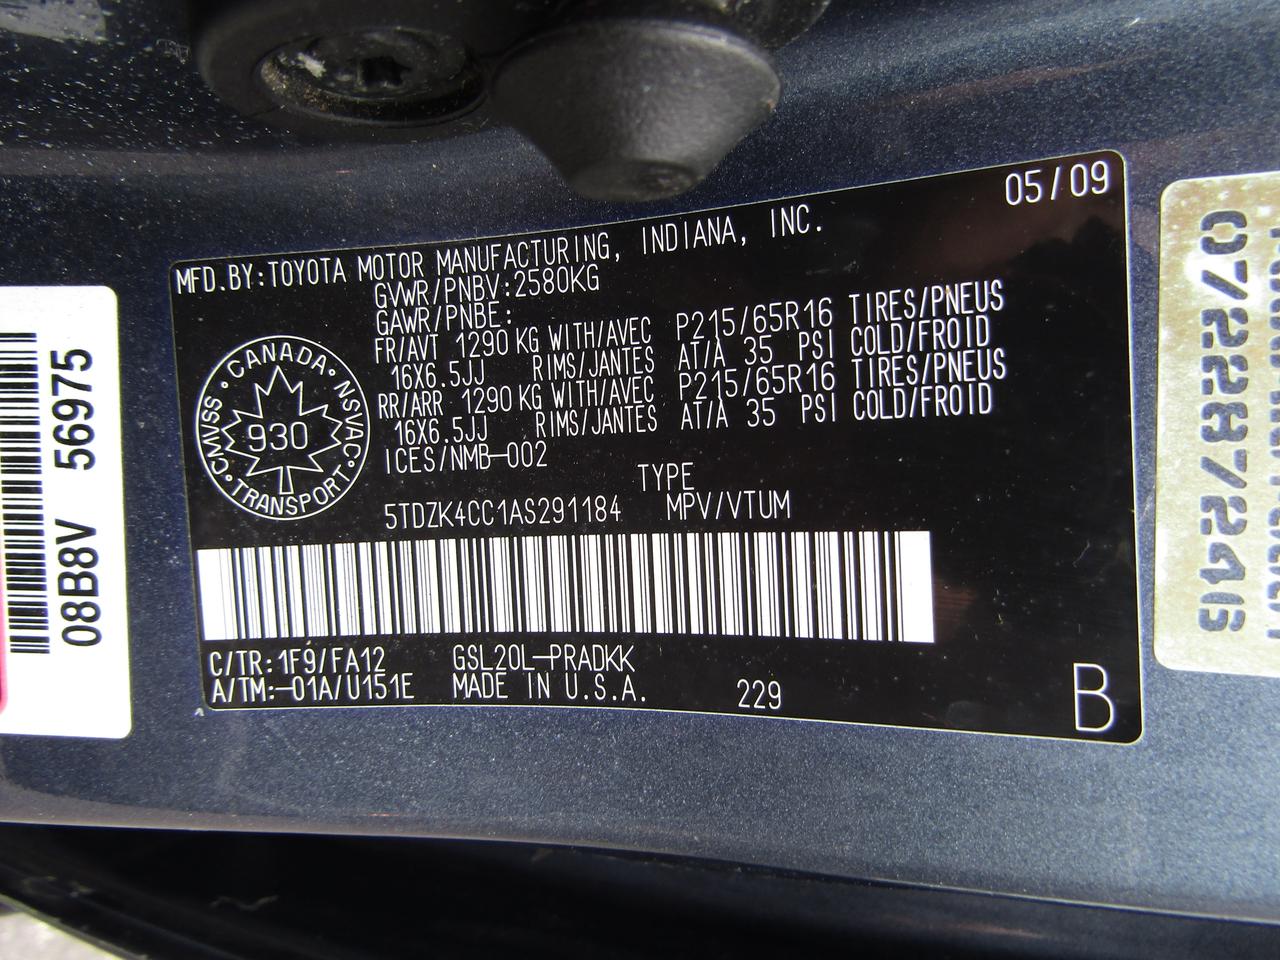 05/09
MFD.BY:TOYOTA MOTOR MANUFACTURING, INDIANA, INC.
GVWR/PNBV:2580KG
GAWR/PNBE:
FR/AVT 1290 KG WITH/AVEC P215/65R16 TIRES/PNEUS
16X6.5JJ RIMS/JANTES AT/A 35 PSI COLD/FROID
RR/ARR 1290 KG WITH/AVEC P215/65R16 TIRES/PNEUS
16X6.5JJ RIMS/JANTES AT/A 35 PSI COLD/FROID
ICES/NMB-002
CANADA • NSVAC • TRANSPORT • CMVSS •
930
TYPE
5TDZK4CC1AS291184 MPV/VTUM
C/TR:1F9/FA12 GSL20L-PRADKK
A/TM:-01A/U151E MADE IN U.S.A. 229
B
08B8V 56975